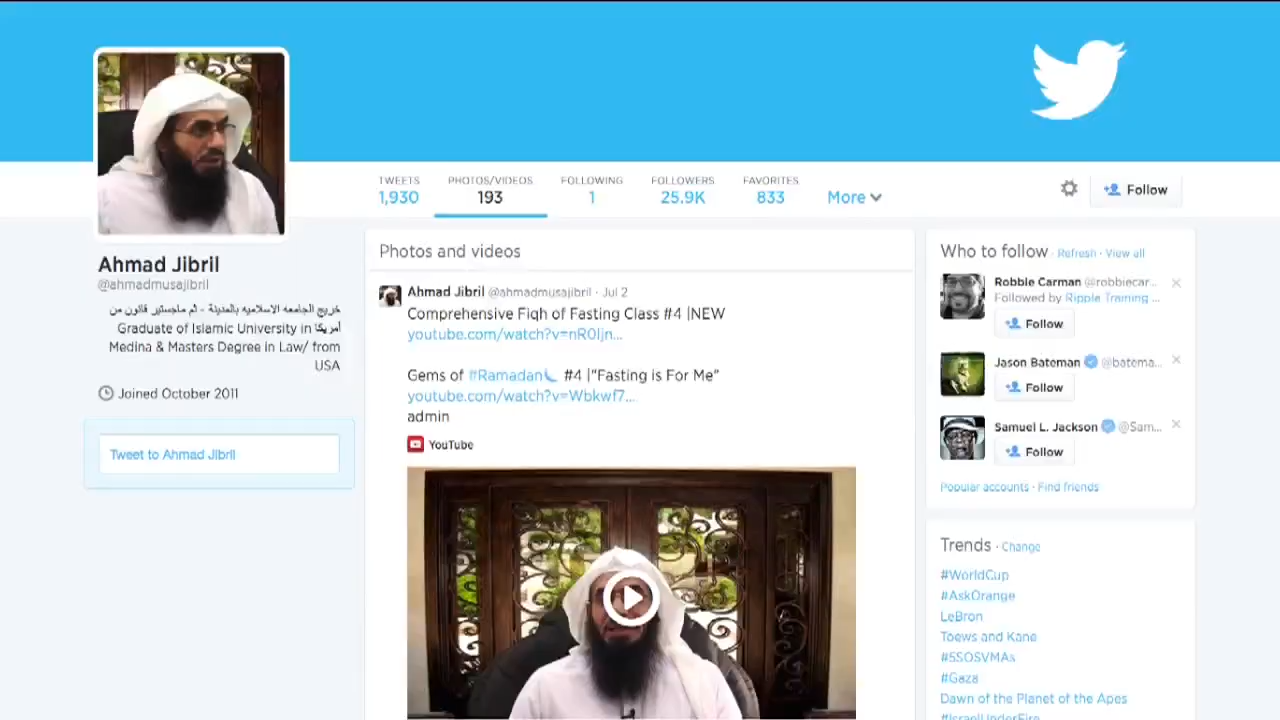 TWEETS
1,930
PHOTOS/VIDEOS
193
FOLLOWING
1
FOLLOWERS
25.9K
FAVORITES
833
More
Follow
Ahmad Jibril
@ahmadmusajibril
خريج الجامعه الاسلاميه بالمدينة - ثم ماجستير قانون من
أمريكا Graduate of Islamic University in
Medina & Masters Degree in Law/ from
USA
Joined October 2011
Tweet to Ahmad Jibril
Photos and videos
Ahmad Jibril @ahmadmusajibril · Jul 2
Comprehensive Fiqh of Fasting Class #4 |NEW
youtube.com/watch?v=nR0Ijn...
Gems of #Ramadan #4 |"Fasting is For Me"
youtube.com/watch?v=Wbkwf7...
admin
YouTube
Who to follow · Refresh · View all
Robbie Carman @robbiecar...
Followed by Ripple Training ...
Follow
Jason Bateman @batema...
Follow
Samuel L. Jackson @Sam...
Follow
Popular accounts · Find friends
Trends · Change
#WorldCup
#AskOrange
LeBron
Toews and Kane
#5SOSVMAs
#Gaza
Dawn of the Planet of the Apes
#IsraelUnderFire